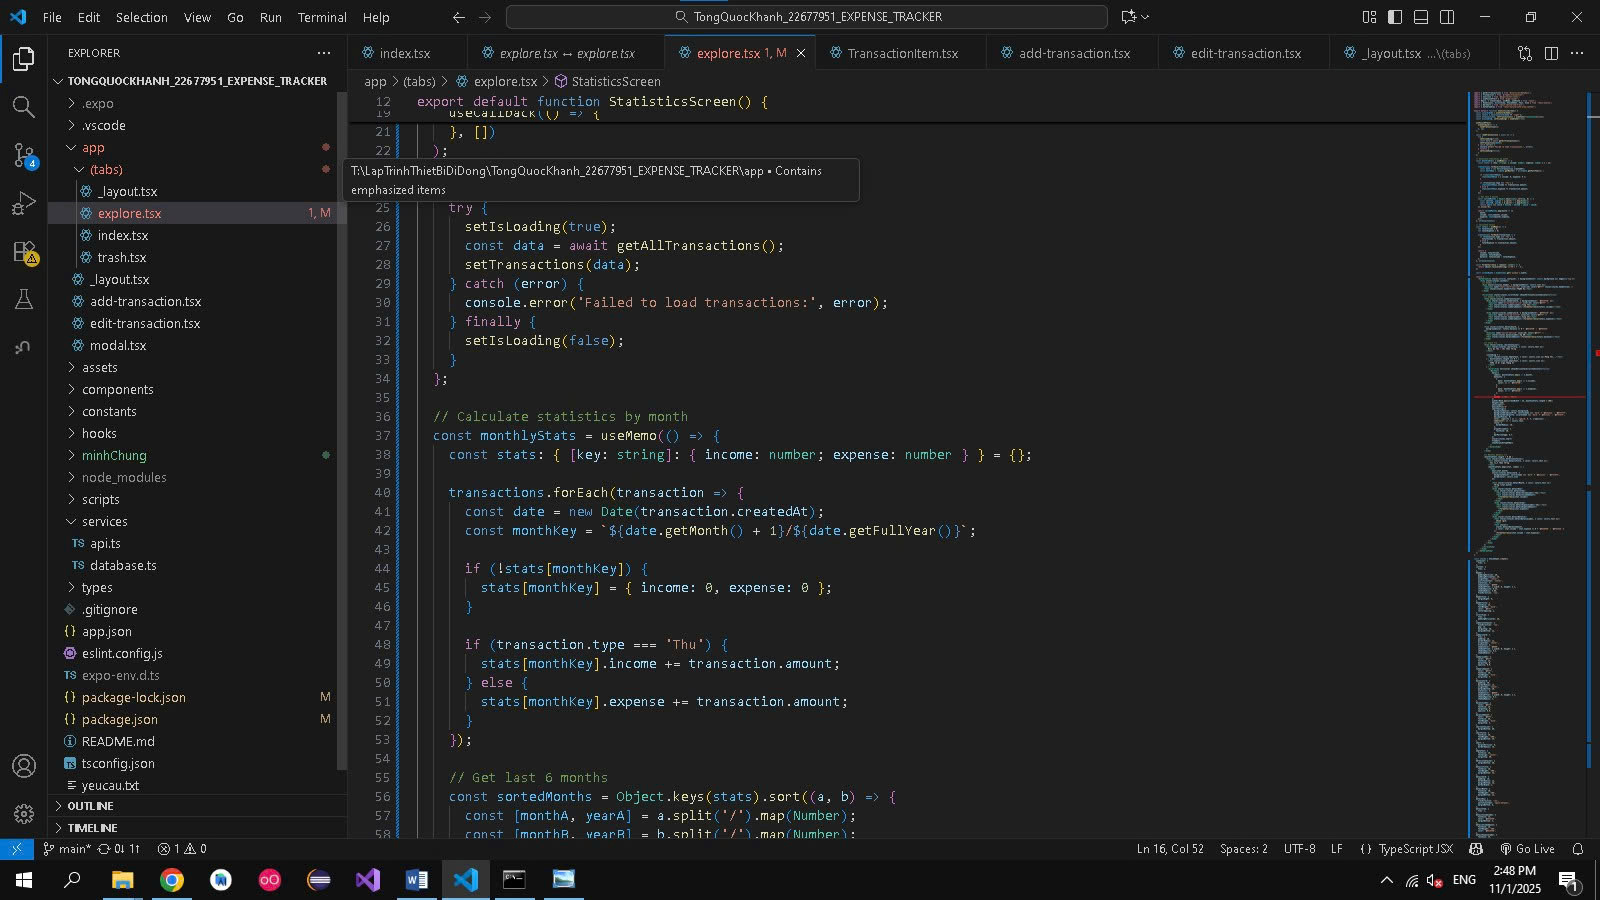 File Edit Selection View Go Run Terminal Help
TongQuocKhanh_22677951_EXPENSE_TRACKER
EXPLORER
TONGQUOCKHANH_22677951_EXPENSE_TRACKER
.expo
.vscode
app
(tabs)
_layout.tsx
explore.tsx 1, M
index.tsx
trash.tsx
_layout.tsx
add-transaction.tsx
edit-transaction.tsx
modal.tsx
assets
components
constants
hooks
minhChung
node_modules
scripts
services
TS api.ts
TS database.ts
types
.gitignore
{} app.json
eslint.config.js
expo-env.d.ts
{} package-lock.json M
{} package.json M
README.md
tsconfig.json
yeucau.txt
OUTLINE
TIMELINE
4
index.tsx explore.tsx ↔ explore.tsx explore.tsx 1, M TransactionItem.tsx add-transaction.tsx edit-transaction.tsx _layout.tsx ...\(tabs)
app > (tabs) > explore.tsx > StatisticsScreen
12 export default function StatisticsScreen() {
19 useCallback(() => {
21 }, [])
22 );
T:\LapTrinhThietBiDiDong\TongQuocKhanh_22677951_EXPENSE_TRACKER\app • Contains
emphasized items
25 try {
26 setIsLoading(true);
27 const data = await getAllTransactions();
28 setTransactions(data);
29 } catch (error) {
30 console.error('Failed to load transactions:', error);
31 } finally {
32 setIsLoading(false);
33 }
34 };
35
36 // Calculate statistics by month
37 const monthlyStats = useMemo(() => {
38 const stats: { [key: string]: { income: number; expense: number } } = {};
39
40 transactions.forEach(transaction => {
41 const date = new Date(transaction.createdAt);
42 const monthKey = `${date.getMonth() + 1}/${date.getFullYear()}`;
43
44 if (!stats[monthKey]) {
45 stats[monthKey] = { income: 0, expense: 0 };
46 }
47
48 if (transaction.type === 'Thu') {
49 stats[monthKey].income += transaction.amount;
50 } else {
51 stats[monthKey].expense += transaction.amount;
52 }
53 });
54
55 // Get last 6 months
56 const sortedMonths = Object.keys(stats).sort((a, b) => {
57 const [monthA, yearA] = a.split('/').map(Number);
58 const [monthB, yearB] = b.split('/').map(Number);
main* 0↓ 1↑ 1 0 Ln 16, Col 52 Spaces: 2 UTF-8 LF {} TypeScript JSX Go Live
ENG 2:48 PM
11/1/2025
1